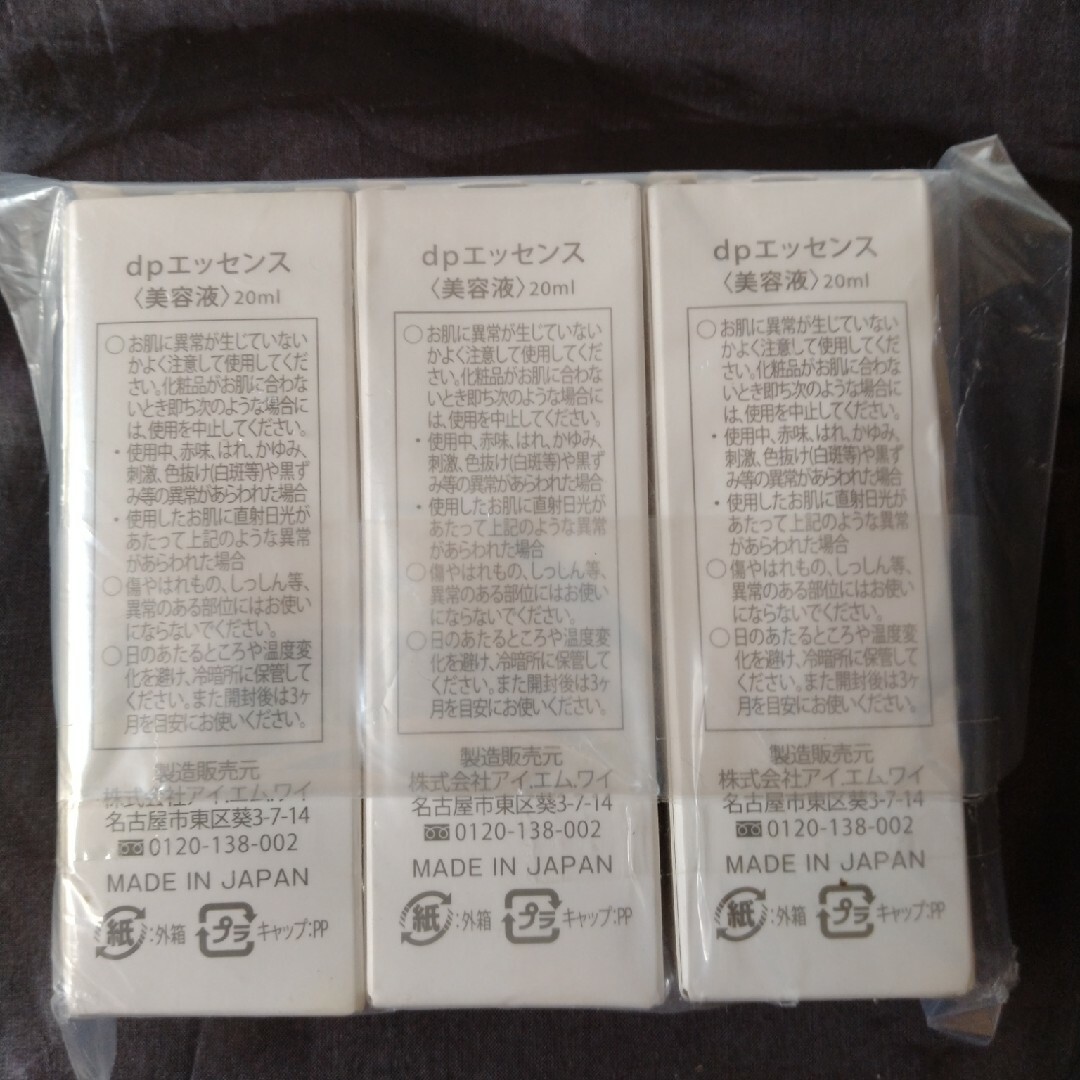 dpエッセンス
〈美容液〉20ml
○お肌に異常が生じていない
かよく注意して使用してくだ
さい。化粧品がお肌に合わな
いとき即ち次のような場合に
は、使用を中止してください。
・使用中、赤味、はれ、かゆみ、
刺激、色抜け(白斑等)や黒ず
み等の異常があらわれた場合
・使用したお肌に直射日光が
あたって上記のような異常
があらわれた場合
○傷やはれもの、しっしん等、
異常のある部位にはお使い
にならないでください。
○日のあたるところや温度変
化を避け、冷暗所に保管して
ください。また開封後は3ヶ
月を目安にお使いください。
製造販売元
株式会社アイ.エム.ワイ
名古屋市東区葵3-7-14
0120-138-002
MADE IN JAPAN
紙:外箱 プラ キャップ:PP
dpエッセンス
〈美容液〉20ml
○お肌に異常が生じていない
かよく注意して使用してくだ
さい。化粧品がお肌に合わな
いとき即ち次のような場合に
は、使用を中止してください。
・使用中、赤味、はれ、かゆみ、
刺激、色抜け(白斑等)や黒ず
み等の異常があらわれた場合
・使用したお肌に直射日光が
あたって上記のような異常
があらわれた場合
○傷やはれもの、しっしん等、
異常のある部位にはお使い
にならないでください。
○日のあたるところや温度変
化を避け、冷暗所に保管して
ください。また開封後は3ヶ
月を目安にお使いください。
製造販売元
株式会社アイ.エム.ワイ
名古屋市東区葵3-7-14
0120-138-002
MADE IN JAPAN
紙:外箱 プラ キャップ:PP
dpエッセンス
〈美容液〉20ml
○お肌に異常が生じていない
かよく注意して使用してくだ
さい。化粧品がお肌に合わな
いとき即ち次のような場合に
は、使用を中止してください。
・使用中、赤味、はれ、かゆみ、
刺激、色抜け(白斑等)や黒ず
み等の異常があらわれた場合
・使用したお肌に直射日光が
あたって上記のような異常
があらわれた場合
○傷やはれもの、しっしん等、
異常のある部位にはお使い
にならないでください。
○日のあたるところや温度変
化を避け、冷暗所に保管して
ください。また開封後は3ヶ
月を目安にお使いください。
製造販売元
株式会社アイ.エム.ワイ
名古屋市東区葵3-7-14
0120-138-002
MADE IN JAPAN
紙:外箱 プラ キャップ:PP